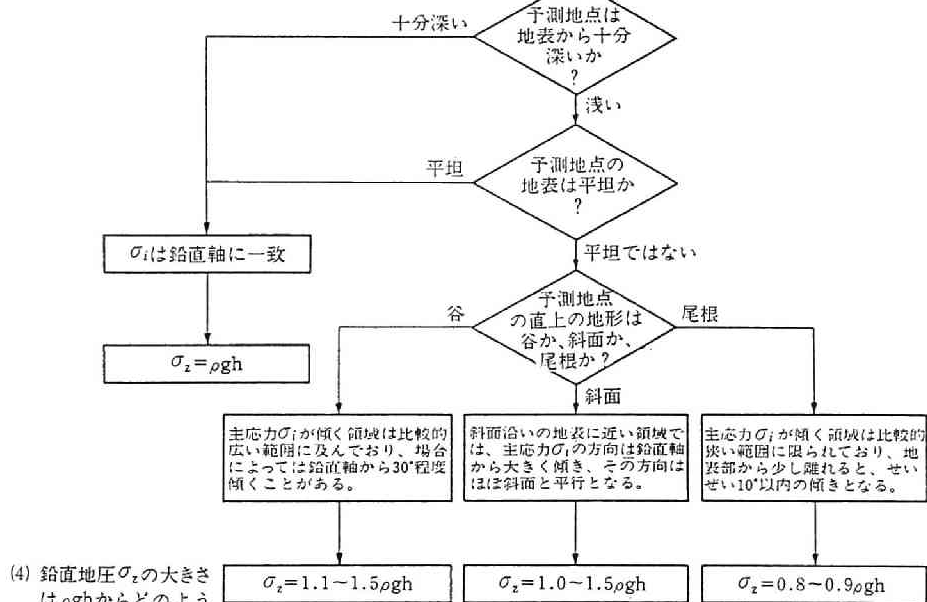 十分深い
予測地点は
地表から十分
深いか
?
浅い
平坦
予測地点の
地表は平坦か
?
σiは鉛直軸に一致
平坦ではない
σz=ρgh
予測地点
の直上の地形は
谷か、斜面か、
尾根か?
谷
尾根
斜面
主応力σiが傾く領域は比較的
広い範囲に及んでおり、場合
によっては鉛直軸から30°程度
傾くことがある。
斜面沿いの地表に近い領域で
は、主応力σiの方向は鉛直軸
から大きく傾き、その方向は
ほぼ斜面と平行となる。
主応力σiが傾く領域は比較的
狭い範囲に限られており、地
表部から少し離れると、せい
ぜい10°以内の傾きとなる。
σz=1.1~1.5ρgh
σz=1.0~1.5ρgh
σz=0.8~0.9ρgh
(4) 鉛直地圧σzの大きさ
はρghからどのよう